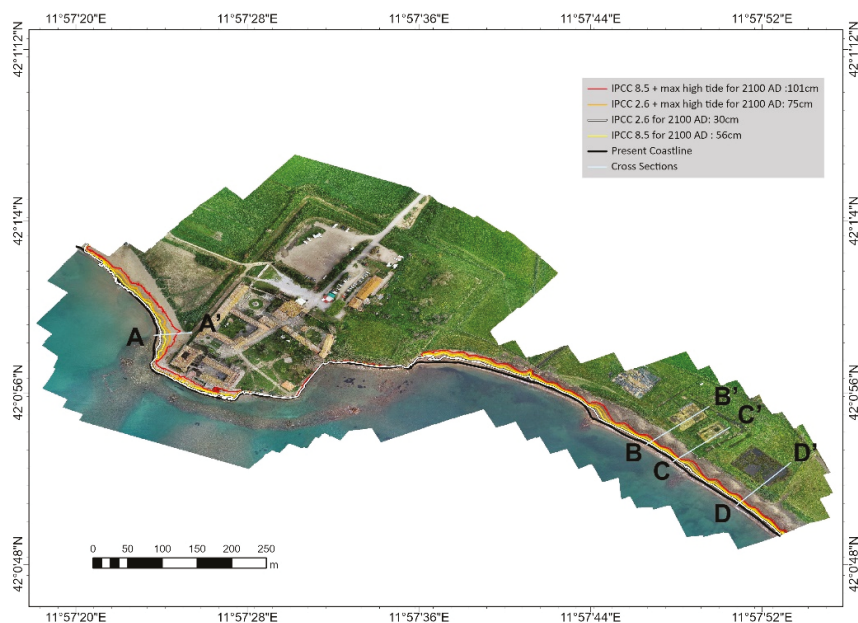 11°57'20"E 11°57'28"E 11°57'36"E 11°57'44"E 11°57'52"E
42°1'12"N 42°1'12"N
IPCC 8.5 + max high tide for 2100 AD :101cm
IPCC 2.6 + max high tide for 2100 AD: 75cm
IPCC 2.6 for 2100 AD: 30cm
IPCC 8.5 for 2100 AD : 56cm
Present Coastline
Cross Sections
42°1'4"N 42°1'4"N
A A'
42°0'56"N 42°0'56"N
B'
C'
B
C D'
D
0 50 100 150 200 250
m
42°0'48"N 42°0'48"N
11°57'20"E 11°57'28"E 11°57'36"E 11°57'44"E 11°57'52"E